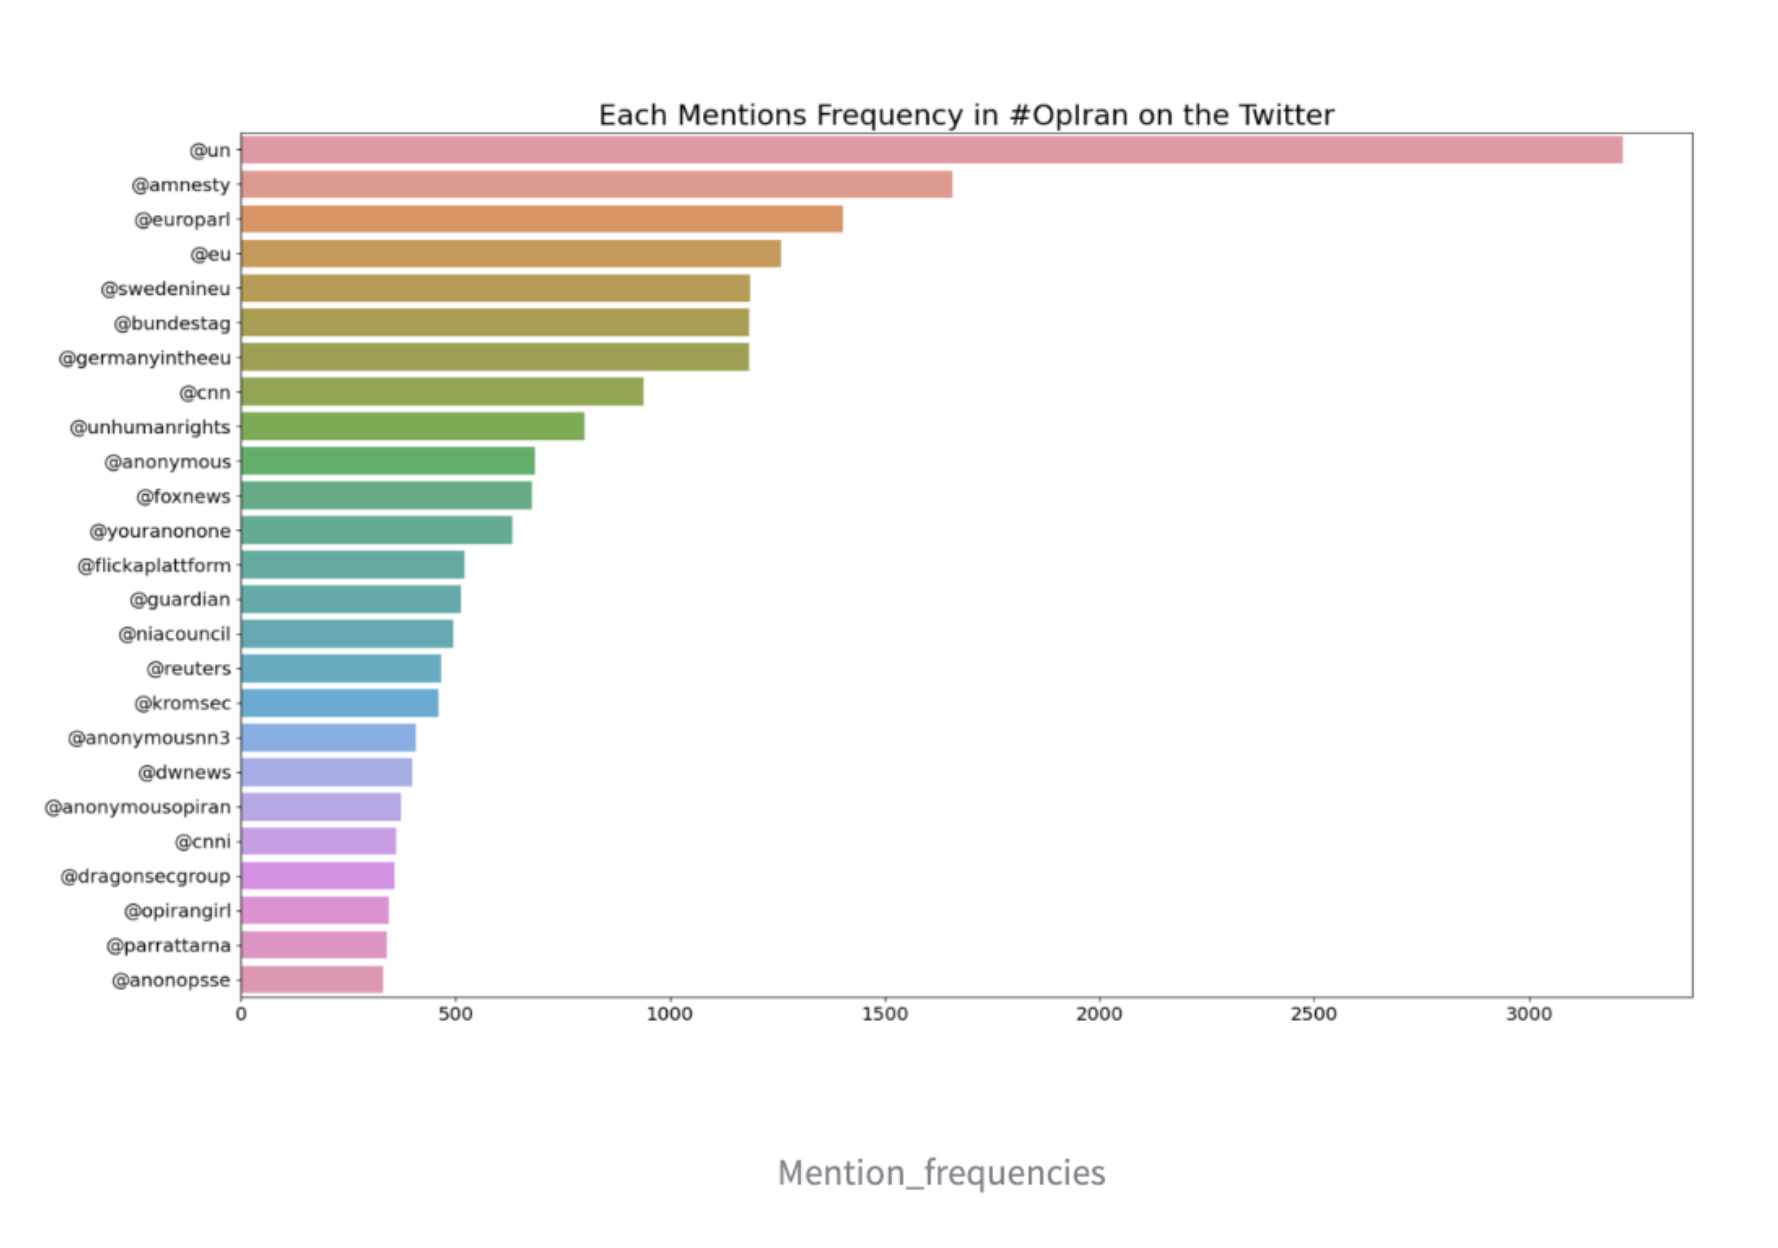 Each Mentions Frequency in #OpIran on the Twitter
@un
@amnesty
@europarl
@eu
@swedenineu
@bundestag
@germanyintheeu
@cnn
@unhumanrights
@anonymous
@foxnews
@youranonone
@flickaplattform
@guardian
@niacouncil
@reuters
@kromsec
@anonymousnn3
@dwnews
@anonymousopiran
@cnni
@dragonsecgroup
@opirangirl
@parrattarna
@anonopsse
0 500 1000 1500 2000 2500 3000
Mention_frequencies